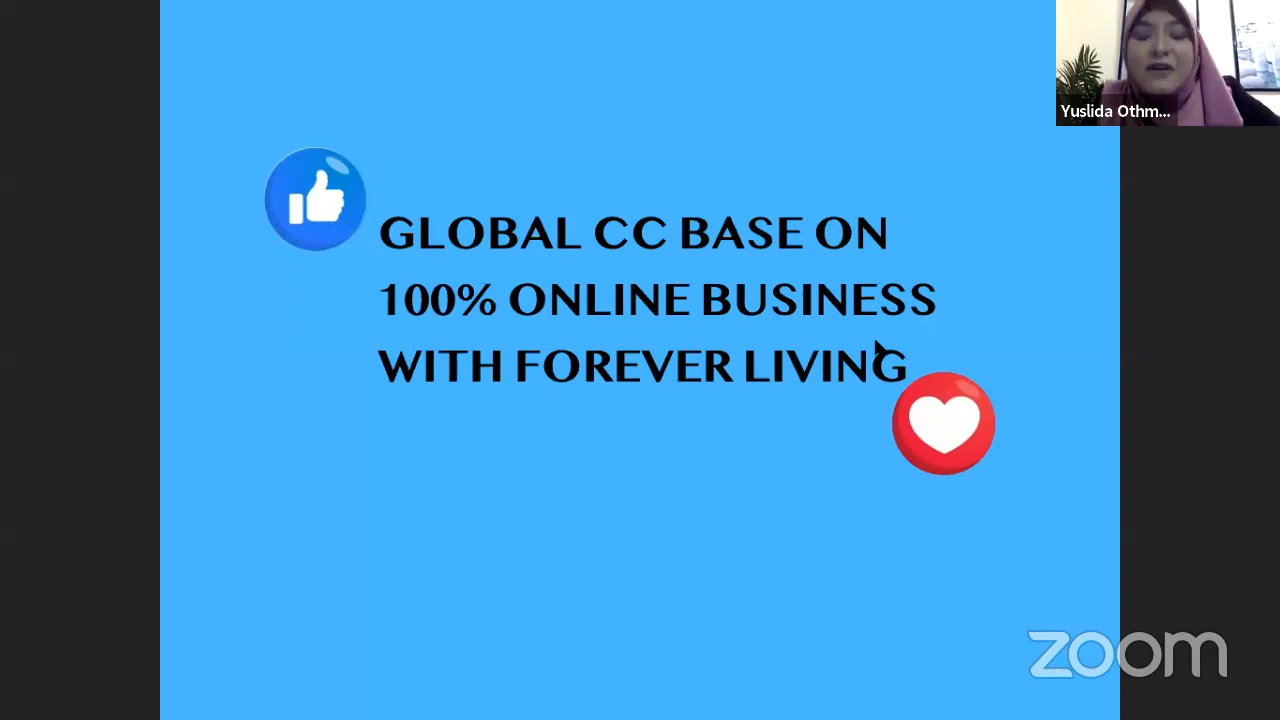 Yuslida Othm...
GLOBAL CC BASE ON
100% ONLINE BUSINESS
WITH FOREVER LIVING
zoom